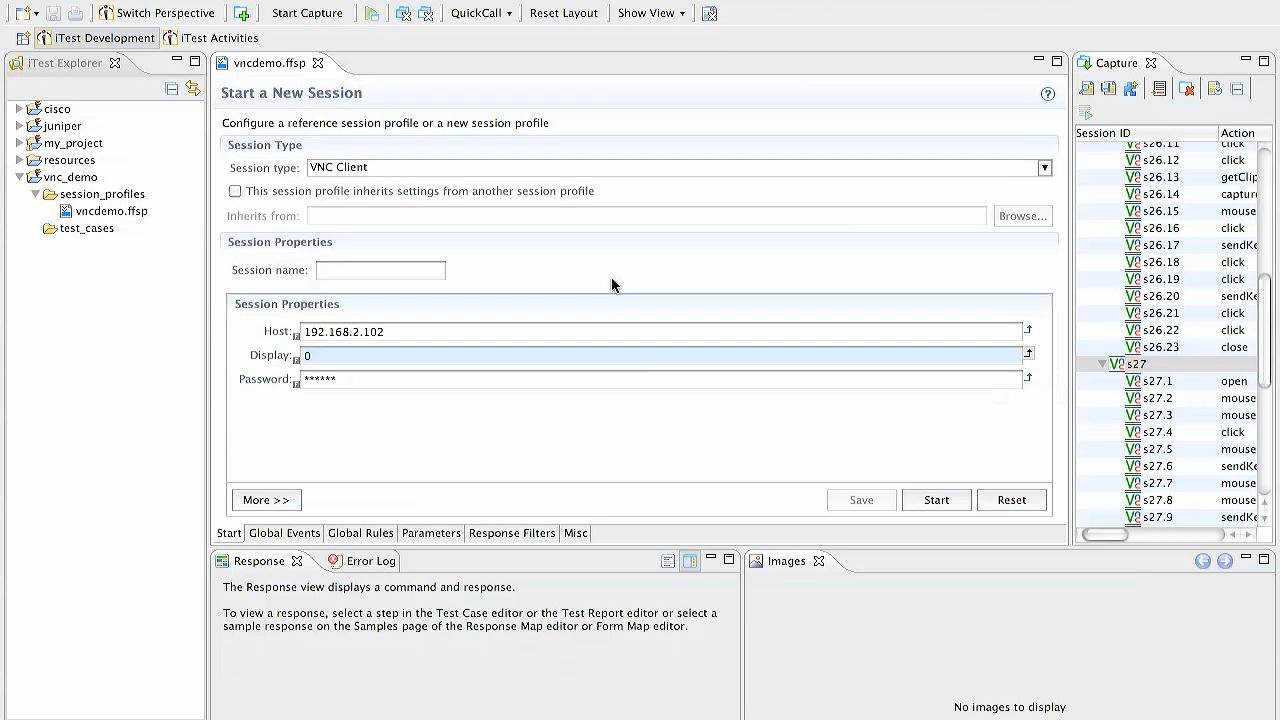 Switch Perspective Start Capture QuickCall Reset Layout Show View
iTest Development iTest Activities
iTest Explorer
cisco
juniper
my_project
resources
vnc_demo
session_profiles
vncdemo.ffsp
test_cases
vncdemo.ffsp
Start a New Session
Configure a reference session profile or a new session profile
Session Type
Session type: VNC Client
This session profile inherits settings from another session profile
Inherits from: Browse...
Session Properties
Session name:
Session Properties
Host: 192.168.2.102
Display: 0
Password: ******
More >> Save Start Reset
Start Global Events Global Rules Parameters Response Filters Misc
Capture
Session ID Action
s26.11 click
s26.12 click
s26.13 getClip
s26.14 captur
s26.15 mouse
s26.16 click
s26.17 sendKe
s26.18 click
s26.19 click
s26.20 sendKe
s26.21 click
s26.22 click
s26.23 close
s27
s27.1 open
s27.2 mouse
s27.3 mouse
s27.4 click
s27.5 mouse
s27.6 sendKe
s27.7 mouse
s27.8 mouse
s27.9 sendKe
Response Error Log
The Response view displays a command and response.
To view a response, select a step in the Test Case editor or the Test Report editor or select a
sample response on the Samples page of the Response Map editor or Form Map editor.
Images
No images to display